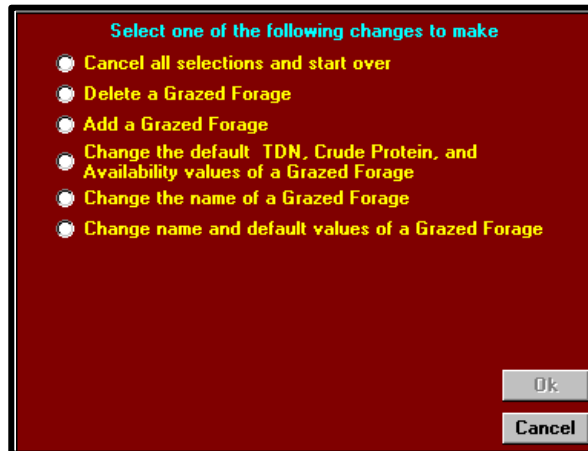 Select one of the following changes to make
Cancel all selections and start over
Delete a Grazed Forage
Add a Grazed Forage
Change the default TDN, Crude Protein, and
Availability values of a Grazed Forage
Change the name of a Grazed Forage
Change name and default values of a Grazed Forage
Ok
Cancel